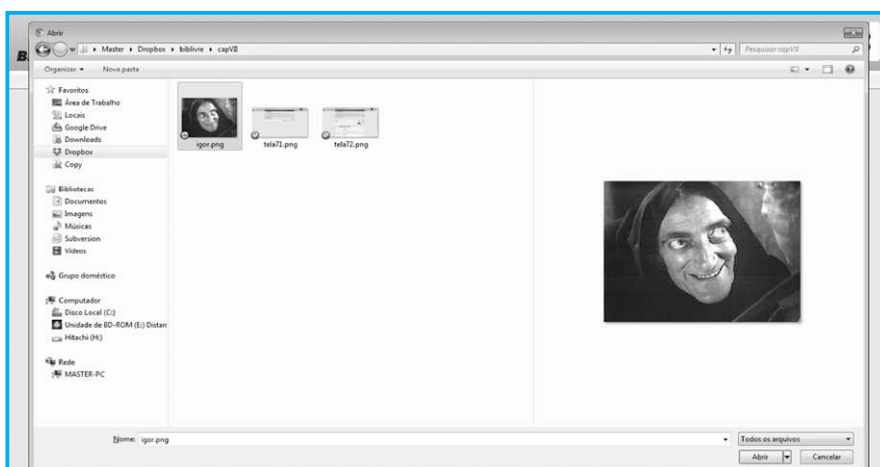 Abrir
Master ▸ Dropbox ▸ biblivre ▸ capVII
Pesquisar capVII
Organizar
Nova pasta
Favoritos
Área de Trabalho
Locais
Google Drive
Downloads
Dropbox
Copy
Bibliotecas
Documentos
Imagens
Músicas
Subversion
Vídeos
Grupo doméstico
Computador
Disco Local (C:)
Unidade de BD-ROM (E:) Distan
Hitachi (H:)
Rede
MASTER-PC
igor.png
tela71.png
tela72.png
Nome: igor.png
Todos os arquivos
Abrir
Cancelar